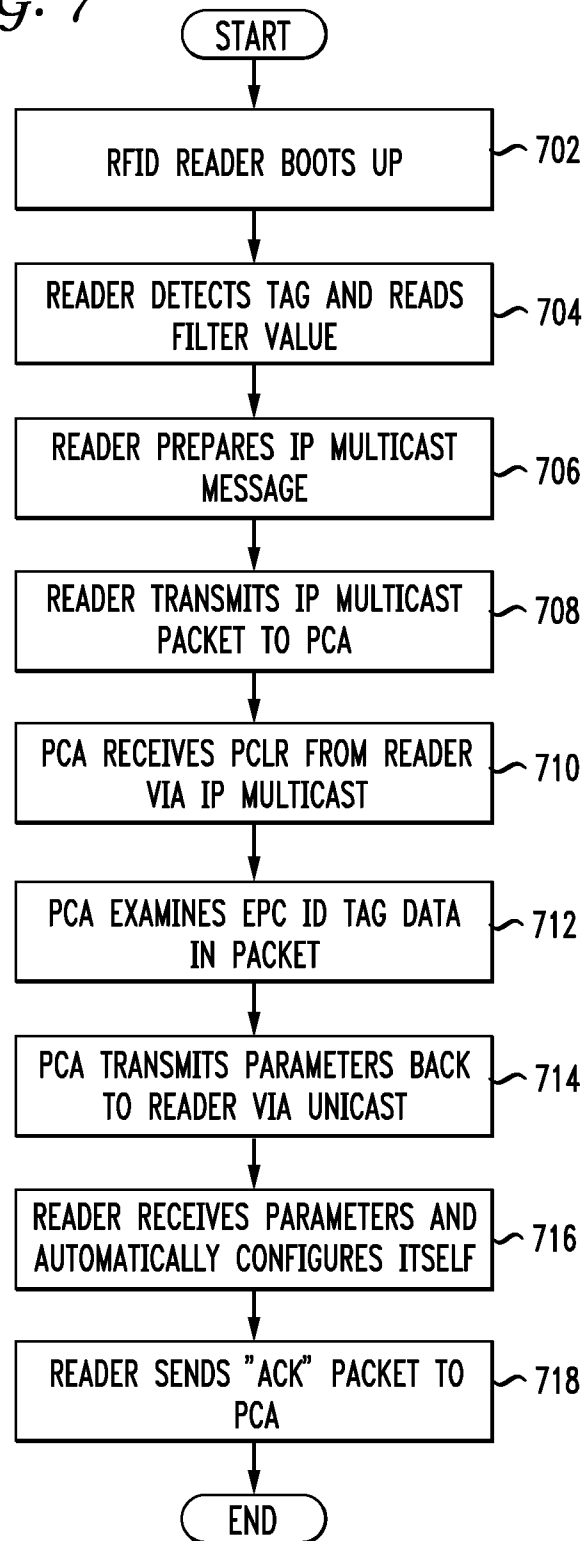 G. 7
START
RFID READER BOOTS UP
702
READER DETECTS TAG AND READS
FILTER VALUE
704
READER PREPARES IP MULTICAST
MESSAGE
706
READER TRANSMITS IP MULTICAST
PACKET TO PCA
708
PCA RECEIVES PCLR FROM READER
VIA IP MULTICAST
710
PCA EXAMINES EPC ID TAG DATA
IN PACKET
712
PCA TRANSMITS PARAMETERS BACK
TO READER VIA UNICAST
714
READER RECEIVES PARAMETERS AND
AUTOMATICALLY CONFIGURES ITSELF
716
READER SENDS "ACK" PACKET TO
PCA
718
END